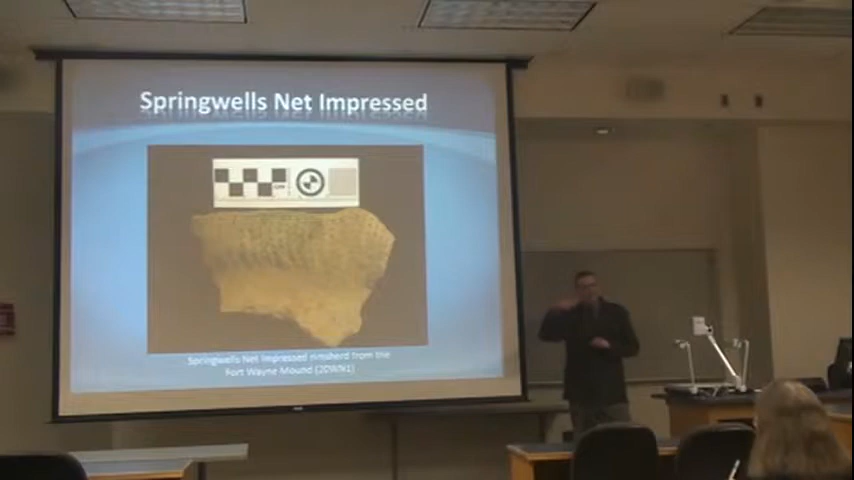 Springwells Net Impressed
Springwells Net Impressed rimsherd from the
Fort Wayne Mound (20WN1)